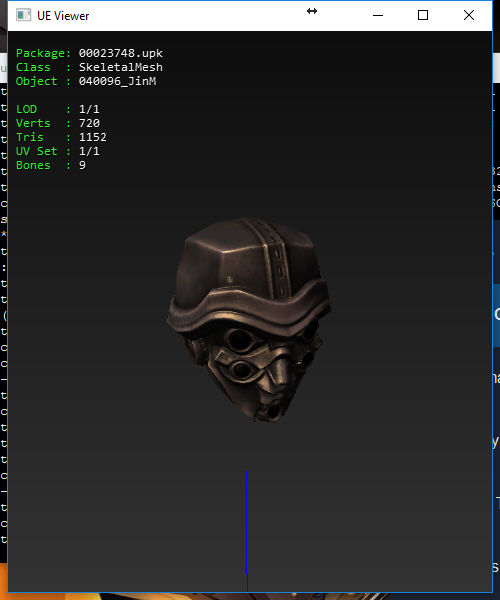 UE Viewer
Package: 00023748.upk
Class : SkeletalMesh
Object : 040096_JinM
LOD : 1/1
Verts : 720
Tris : 1152
UV Set : 1/1
Bones : 9